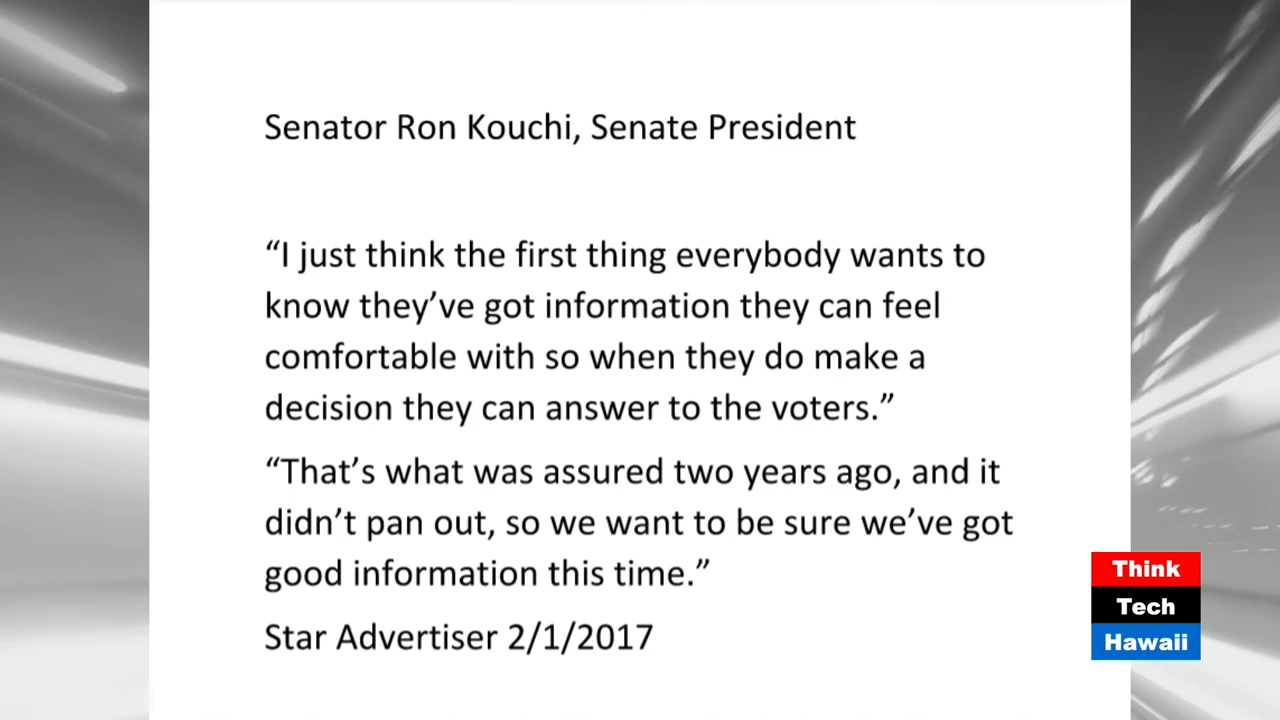 Senator Ron Kouchi, Senate President
“I just think the first thing everybody wants to
know they’ve got information they can feel
comfortable with so when they do make a
decision they can answer to the voters.”
“That’s what was assured two years ago, and it
didn’t pan out, so we want to be sure we’ve got
good information this time.”
Star Advertiser 2/1/2017
Think
Tech
Hawaii